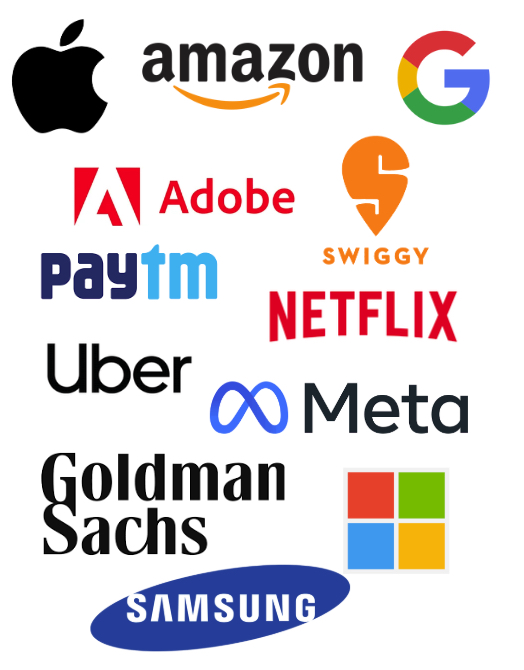 amazon
G
Adobe
SWIGGY
paytm
NETFLIX
Uber
Meta
Goldman
Sachs
SAMSUNG